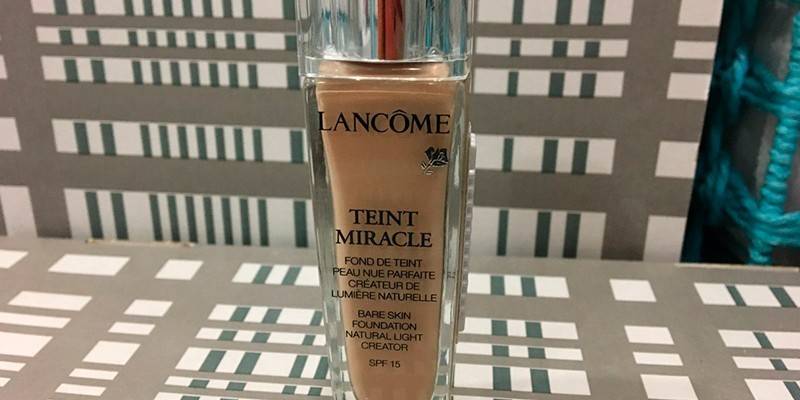 LANCÔME
TEINT
MIRACLE
FOND DE TEINT
PEAU NUE PARFAITE
CRÉATEUR DE
LUMIÈRE NATURELLE
BARE SKIN
FOUNDATION
NATURAL LIGHT
CREATOR
SPF 15